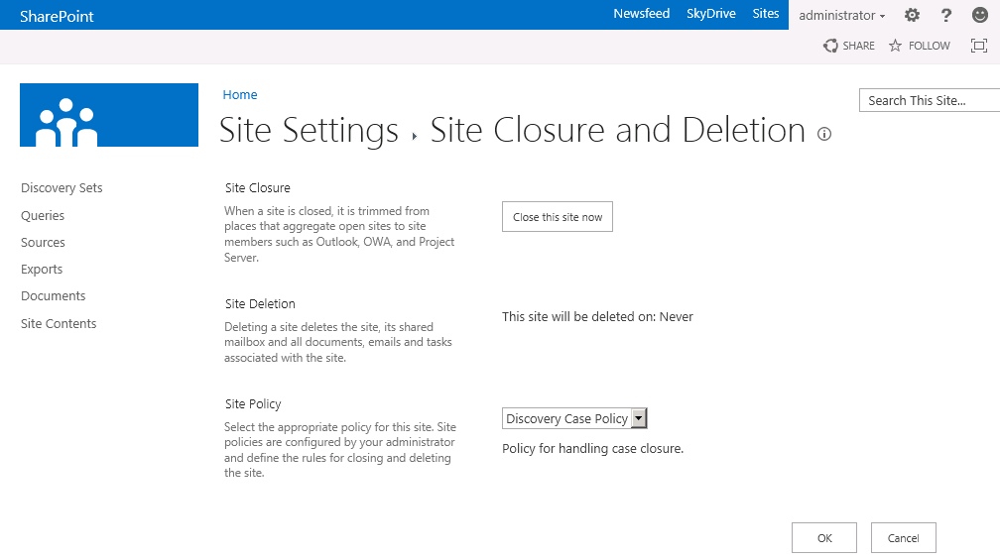 SharePoint
Newsfeed SkyDrive Sites administrator ?
SHARE FOLLOW
Home
Search This Site...
Site Settings Site Closure and Deletion
Discovery Sets
Queries
Sources
Exports
Documents
Site Contents
Site Closure
When a site is closed, it is trimmed from
places that aggregate open sites to site
members such as Outlook, OWA, and Project
Server.
Close this site now
Site Deletion
Deleting a site deletes the site, its shared
mailbox and all documents, emails and tasks
associated with the site.
This site will be deleted on: Never
Site Policy
Select the appropriate policy for this site. Site
policies are configured by your administrator
and define the rules for closing and deleting
the site.
Discovery Case Policy
Policy for handling case closure.
OK Cancel